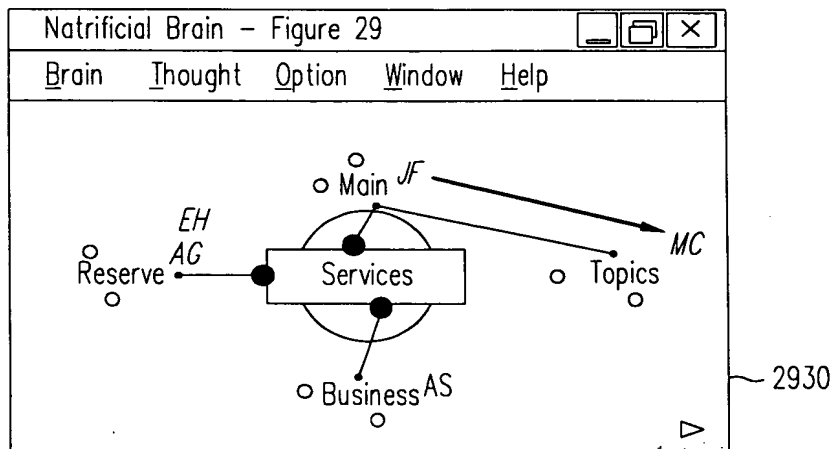 Natrificial Brain – Figure 29
Brain Thought Option Window Help
Main JF
EH
AG
MC
Reserve
Services
Topics
Business AS
2930